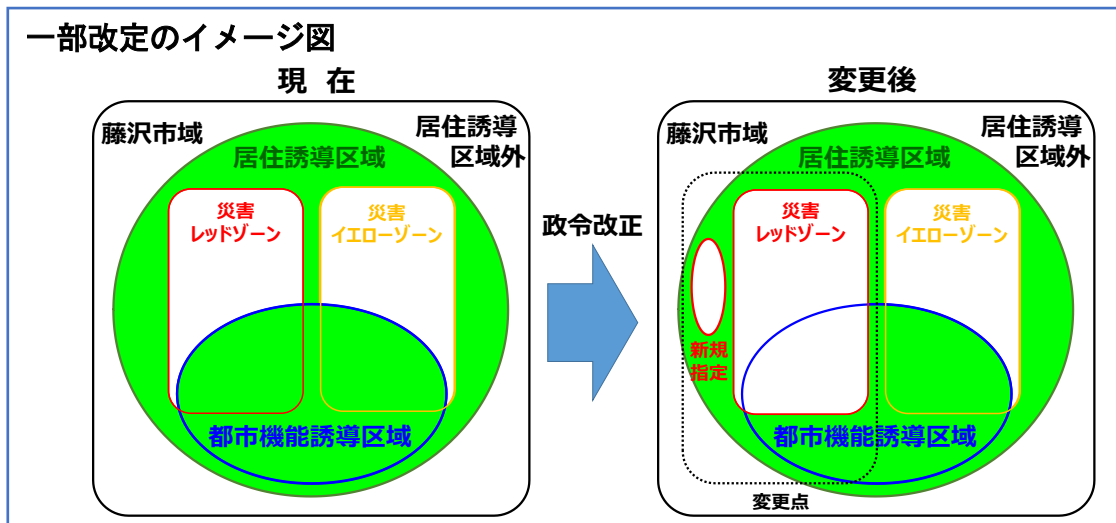 一部改定のイメージ図
現 在
藤沢市域
居住誘導
区域外
居住誘導区域
災害
レッドゾーン
災害
イエローゾーン
都市機能誘導区域
政令改正
変更後
藤沢市域
居住誘導
区域外
居住誘導区域
災害
レッドゾーン
災害
イエローゾーン
新規
指定
都市機能誘導区域
変更点